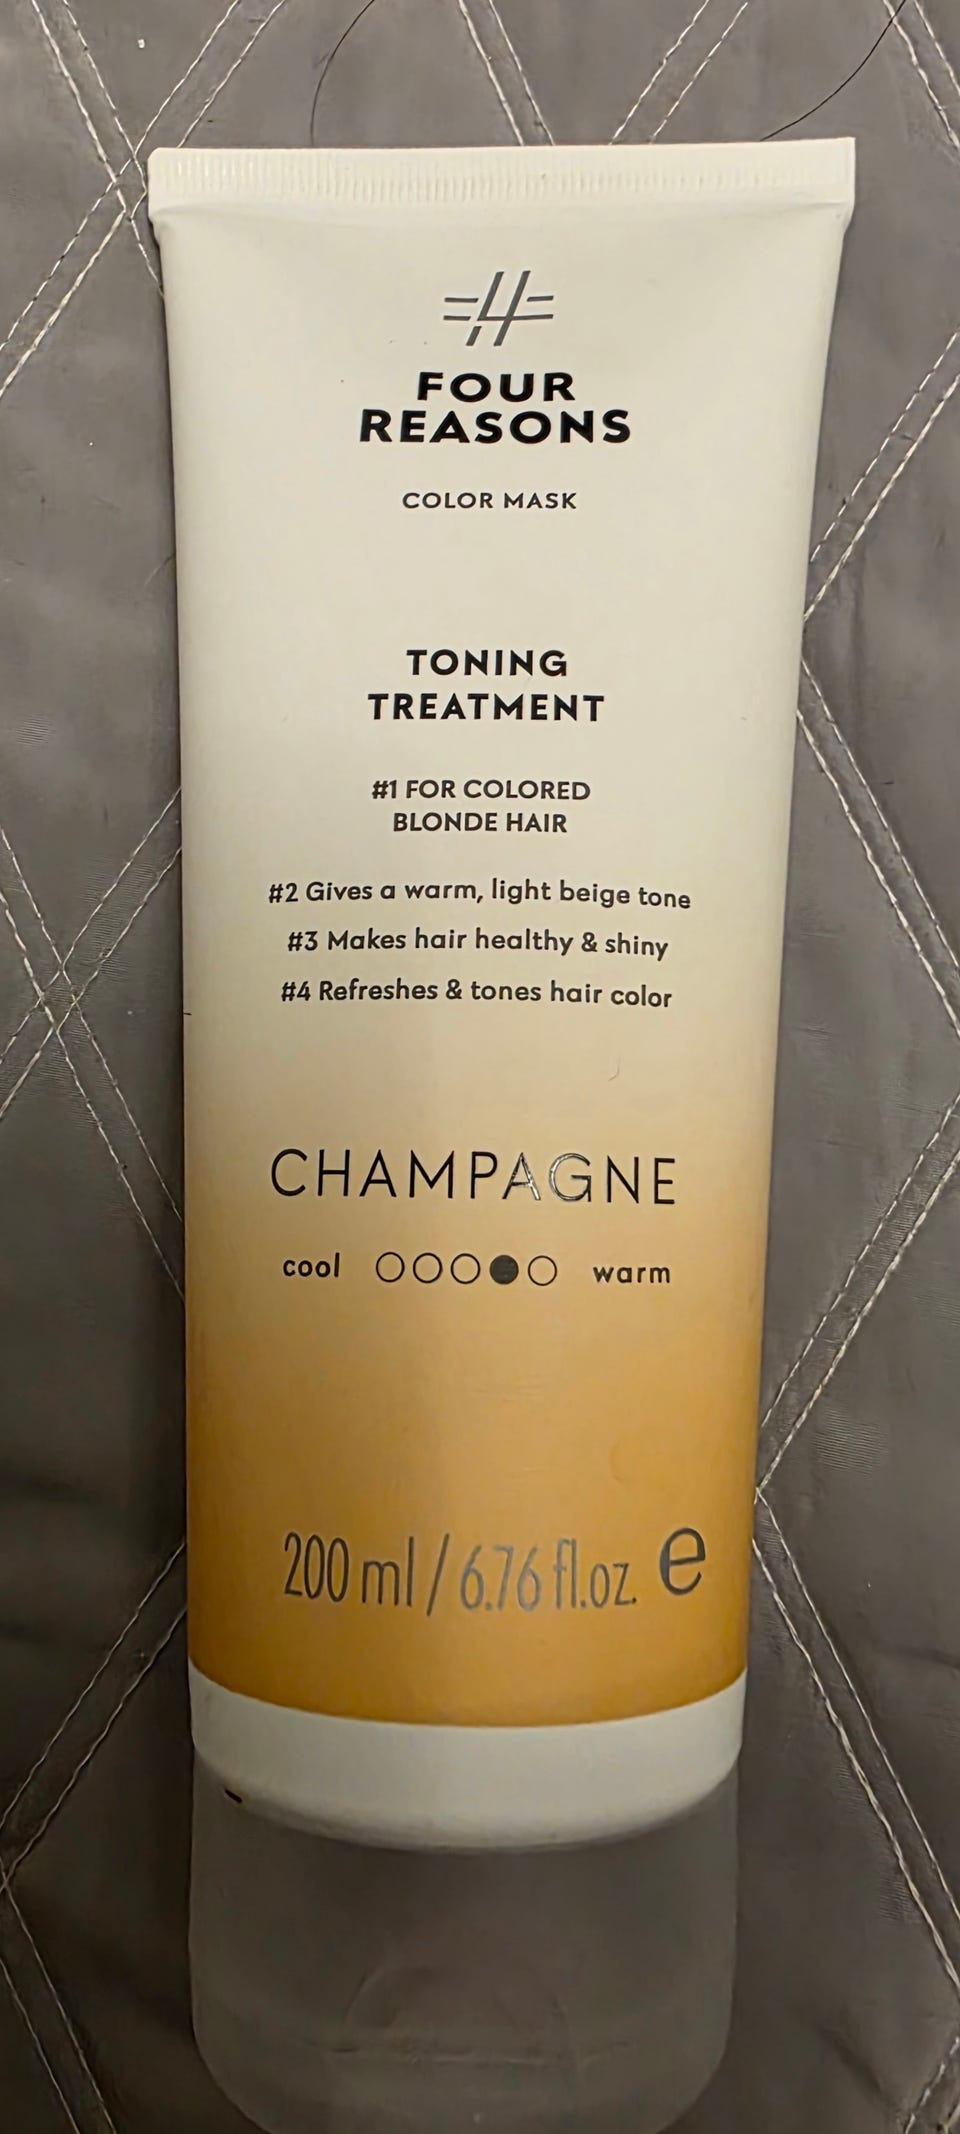 FOUR
REASONS
COLOR MASK
TONING
TREATMENT
#1 FOR COLORED
BLONDE HAIR
#2 Gives a warm, light beige tone
#3 Makes hair healthy & shiny
#4 Refreshes & tones hair color
CHAMPAGNE
cool warm
200 ml / 6.76 fl.oz. e